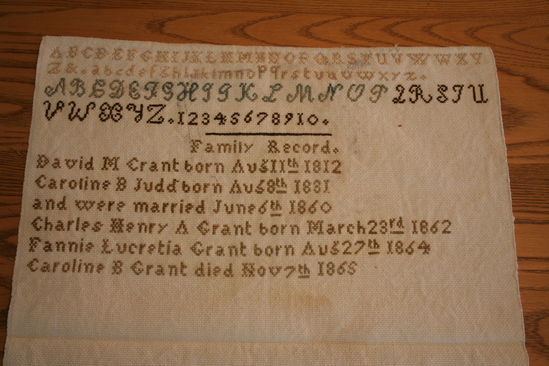 ABCDEFGHIJKLMNOPQRSTUVWXY
Z&.abcdefghijklmnopqrstuvwxyz.
ABCDEFGHIJKLMNOPQRSTU
VWXYZ.12345678910.
Family Record.
David M Grant born Aug 11th 1812
Caroline B Judd born Aug 8th 1831
and were married June 6th 1860
Charles Henry A Grant born March 23rd 1862
Fannie Lucretia Grant born Aug 27th 1864
Caroline B Grant died Nov 7th 1865